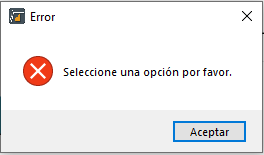 Error
Seleccione una opción por favor.
Aceptar